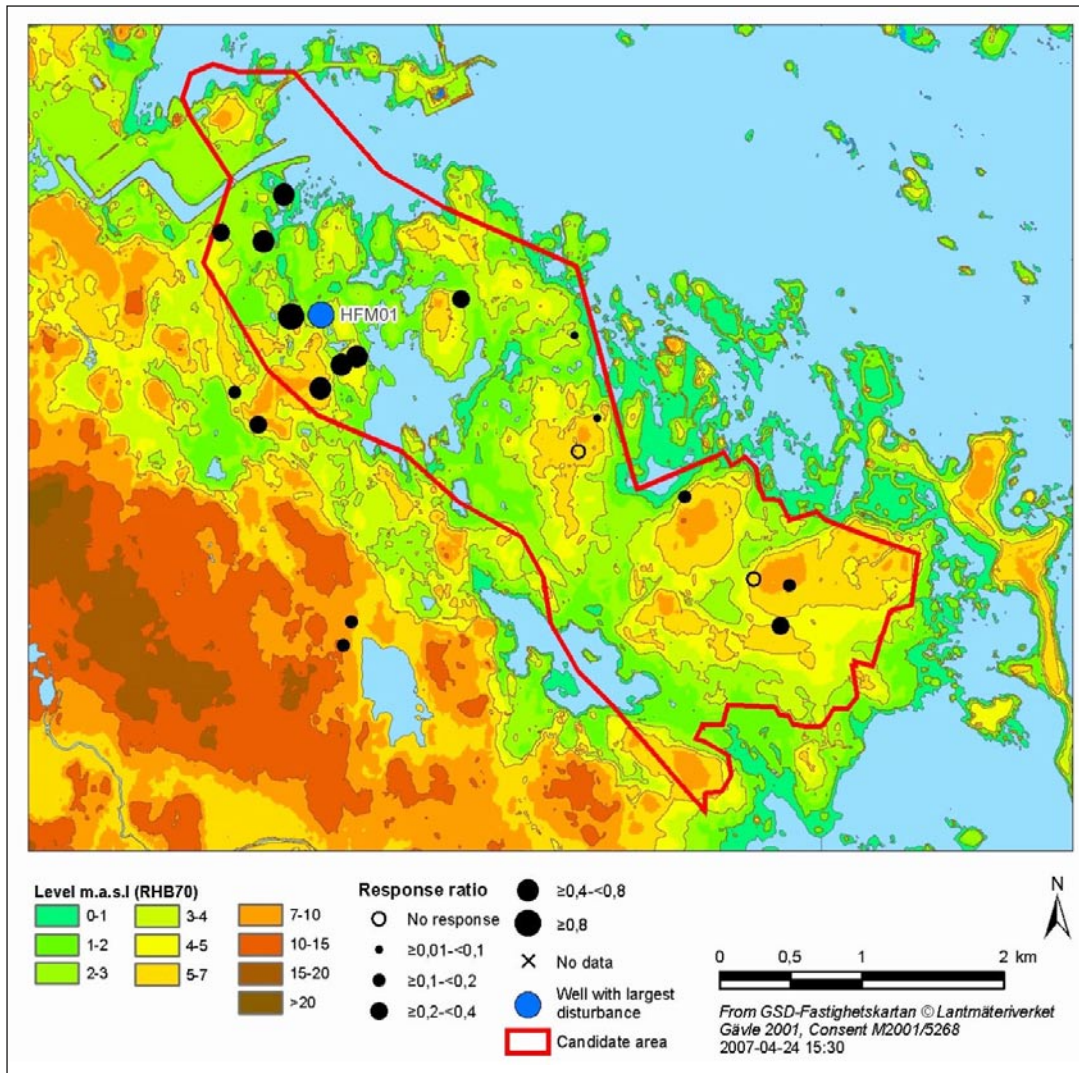 HFM01
Level m.a.s.l (RHB70)
0-1
1-2
2-3
3-4
4-5
5-7
7-10
10-15
15-20
>20
Response ratio
No response
≥0,01-<0,1
≥0,1-<0,2
≥0,2-<0,4
≥0,4-<0,8
≥0,8
No data
Well with largest
disturbance
Candidate area
N
0 0,5 1 2 km
From GSD-Fastighetskartan © Lantmäteriverket
Gävle 2001, Consent M2001/5268
2007-04-24 15:30